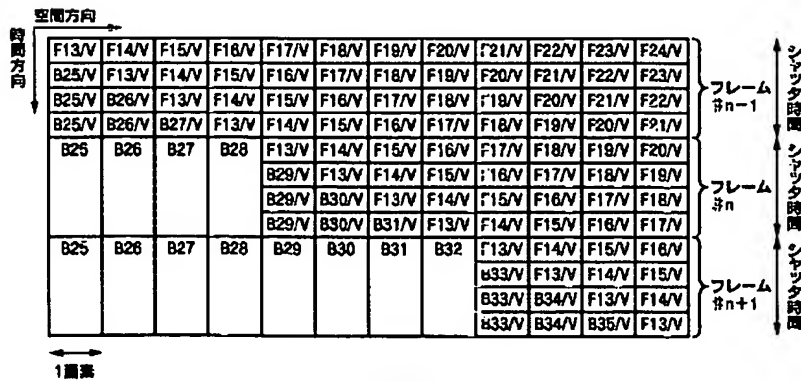 空間方向
時間方向
F13/V F14/V F15/V F16/V F17/V F18/V F19/V F20/V F21/V F22/V F23/V F24/V
B25/V F13/V F14/V F15/V F16/V F17/V F18/V F19/V F20/V F21/V F22/V F23/V
B25/V B26/V F13/V F14/V F15/V F16/V F17/V F18/V F19/V F20/V F21/V F22/V
B25/V B26/V B27/V F13/V F14/V F15/V F16/V F17/V F18/V F19/V F20/V F21/V
フレーム
#n-1
シャッタ時間
B25 B26 B27 B28 F13/V F14/V F15/V F16/V F17/V F18/V F19/V F20/V
B29/V F13/V F14/V F15/V F16/V F17/V F18/V F19/V
B29/V B30/V F13/V F14/V F15/V F16/V F17/V F18/V
B29/V B30/V B31/V F13/V F14/V F15/V F16/V F17/V
フレーム
#n
シャッタ時間
B25 B26 B27 B28 B29 B30 B31 B32 F13/V F14/V F15/V F16/V
B33/V F13/V F14/V F15/V
B33/V B34/V F13/V F14/V
B33/V B34/V B35/V F13/V
フレーム
#n+1
シャッタ時間
1画素